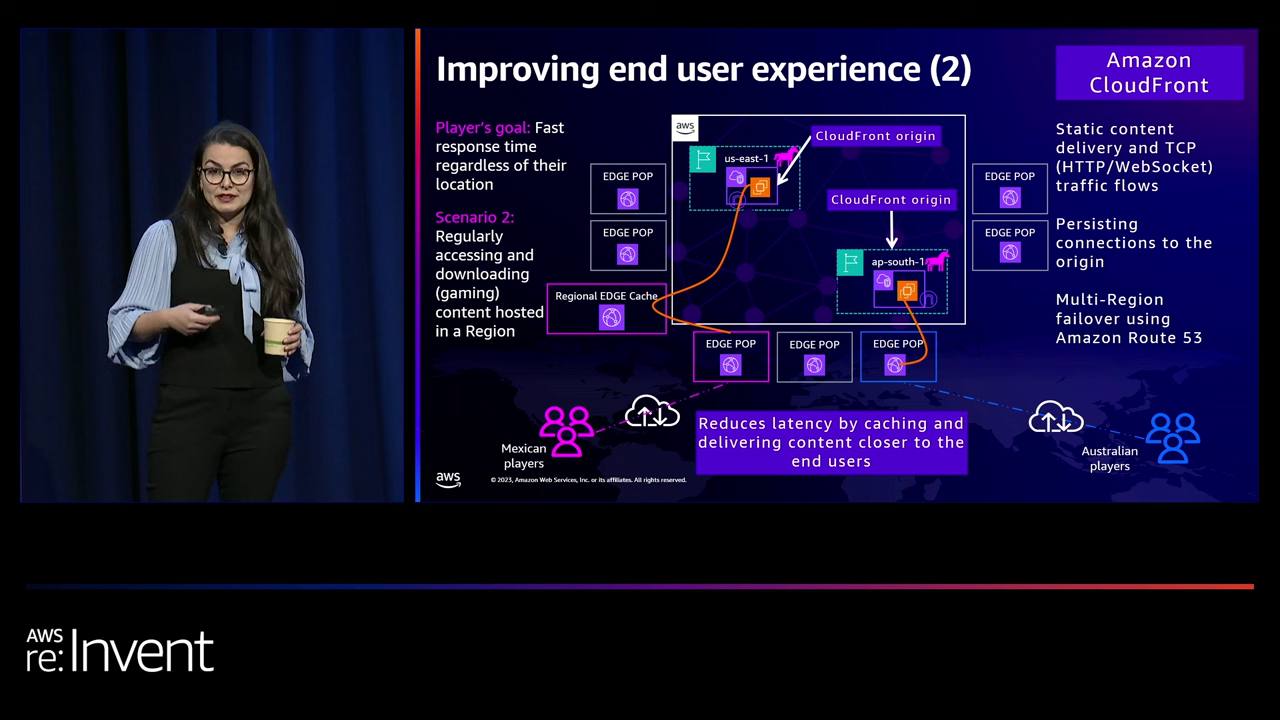 Improving end user experience (2)
Amazon
CloudFront
Player's goal: Fast
response time
regardless of their
location
Scenario 2:
Regularly
accessing and
downloading
(gaming)
content hosted
in a Region
EDGE POP
EDGE POP
Regional EDGE Cache
aws
us-east-1
CloudFront origin
CloudFront origin
ap-south-1
EDGE POP
EDGE POP
EDGE POP
EDGE POP
EDGE POP
Static content
delivery and TCP
(HTTP/WebSocket)
traffic flows
Persisting
connections to the
origin
Multi-Region
failover using
Amazon Route 53
Mexican
players
Reduces latency by caching and
delivering content closer to the
end users
Australian
players
aws
© 2023, Amazon Web Services, Inc. or its affiliates. All rights reserved.
AWS
re:Invent